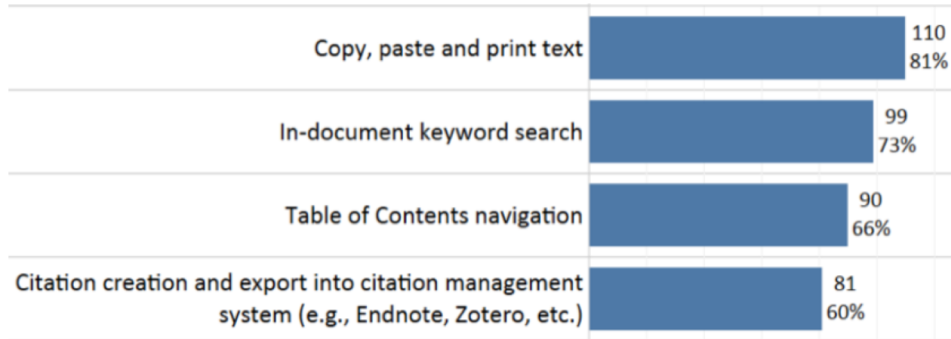 Copy, paste and print text
110
81%
In-document keyword search
99
73%
Table of Contents navigation
90
66%
Citation creation and export into citation management
system (e.g., Endnote, Zotero, etc.)
81
60%